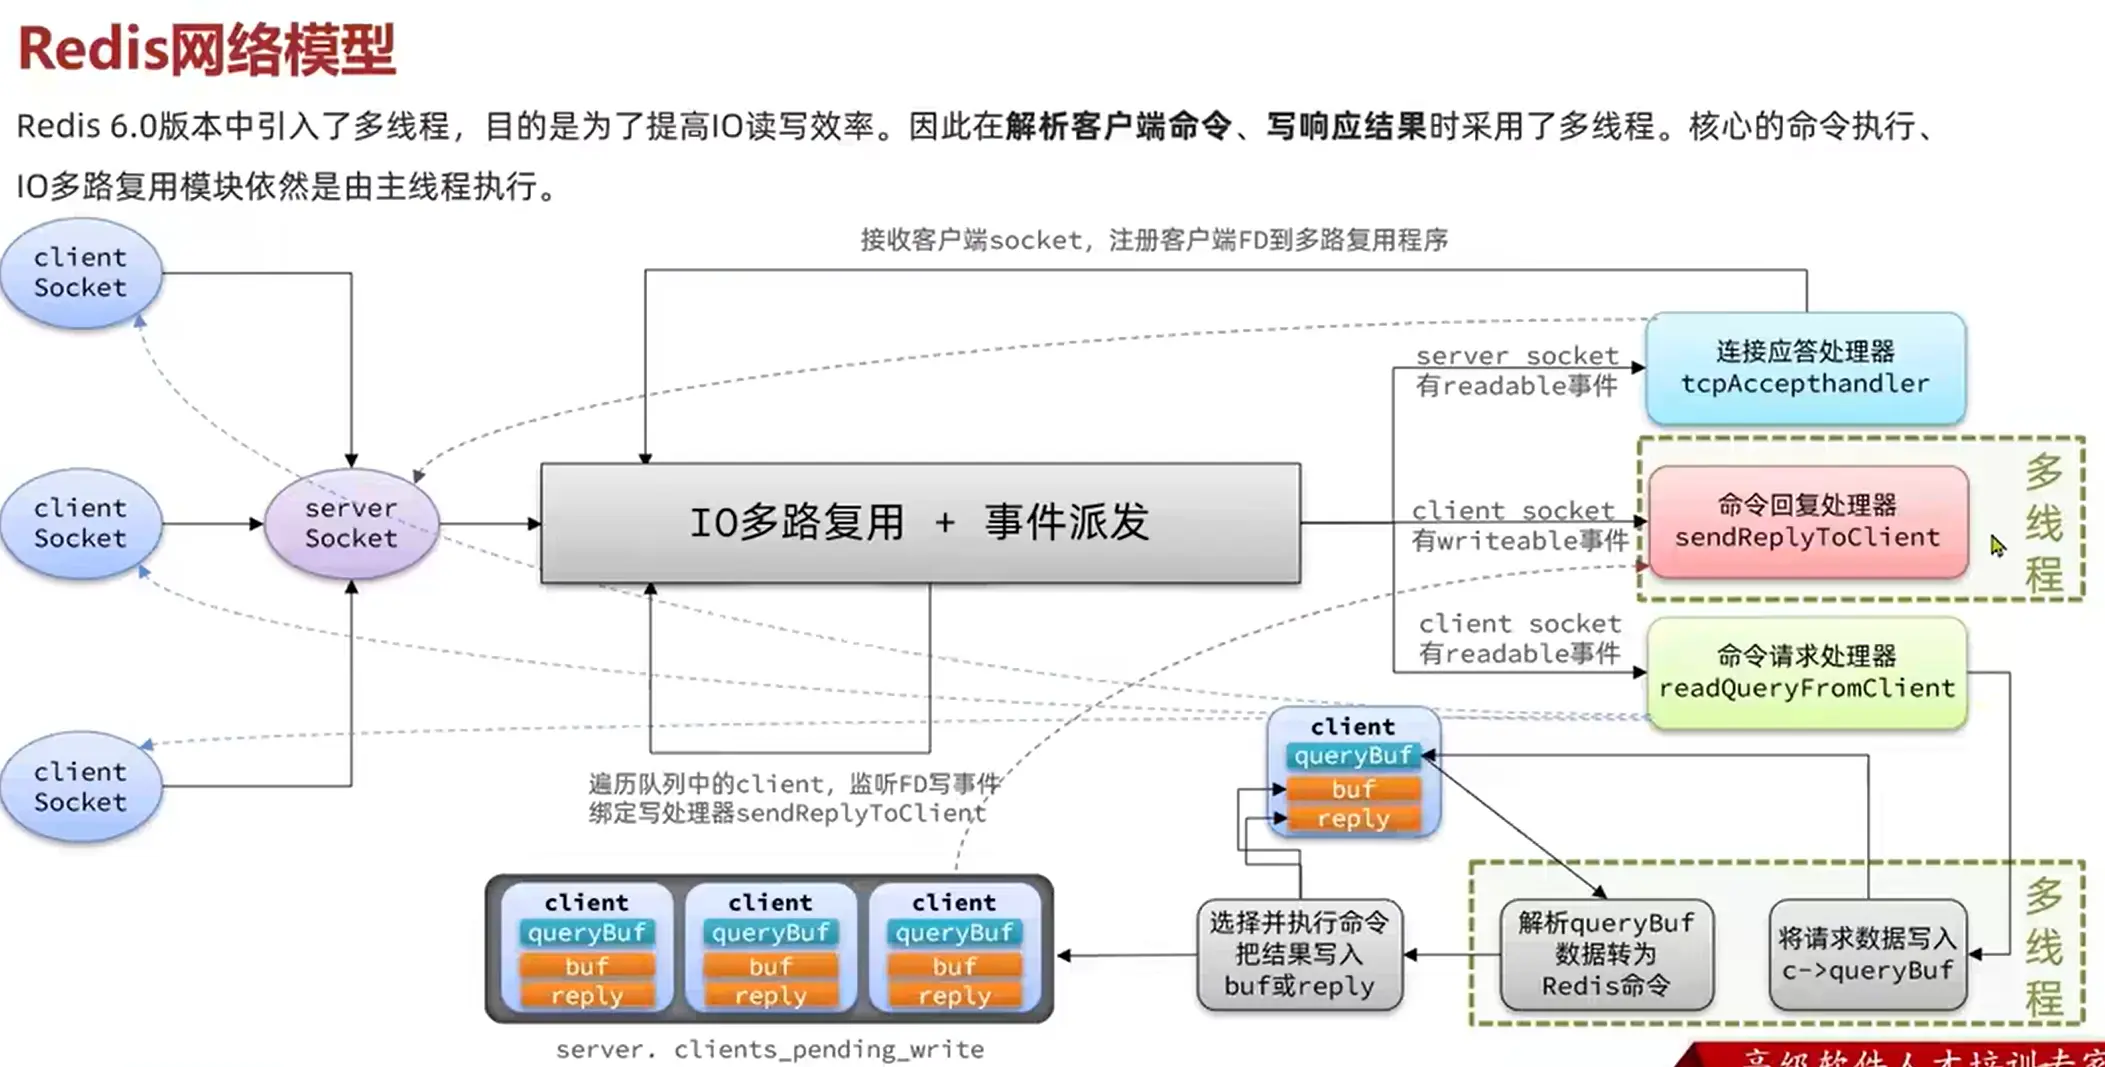 Redis网络模型
Redis 6.0版本中引入了多线程，目的是为了提高IO读写效率。因此在解析客户端命令、写响应结果时采用了多线程。核心的命令执行、
IO多路复用模块依然是由主线程执行。
接收客户端socket，注册客户端FD到多路复用程序
client
Socket
client
Socket
client
Socket
server
Socket
IO多路复用 + 事件派发
server socket
有readable事件
连接应答处理器
tcpAccepthandler
client socket
有writeable事件
命令回复处理器
sendReplyToClient
多线程
client socket
有readable事件
命令请求处理器
readQueryFromClient
遍历队列中的client，监听FD写事件
绑定写处理器sendReplyToClient
client
queryBuf
buf
reply
client
queryBuf
buf
reply
client
queryBuf
buf
reply
client
queryBuf
buf
reply
server. clients_pending_write
选择并执行命令
把结果写入
buf或reply
解析queryBuf
数据转为
Redis命令
将请求数据写入
c->queryBuf
多线程
高级软件人才培训专家